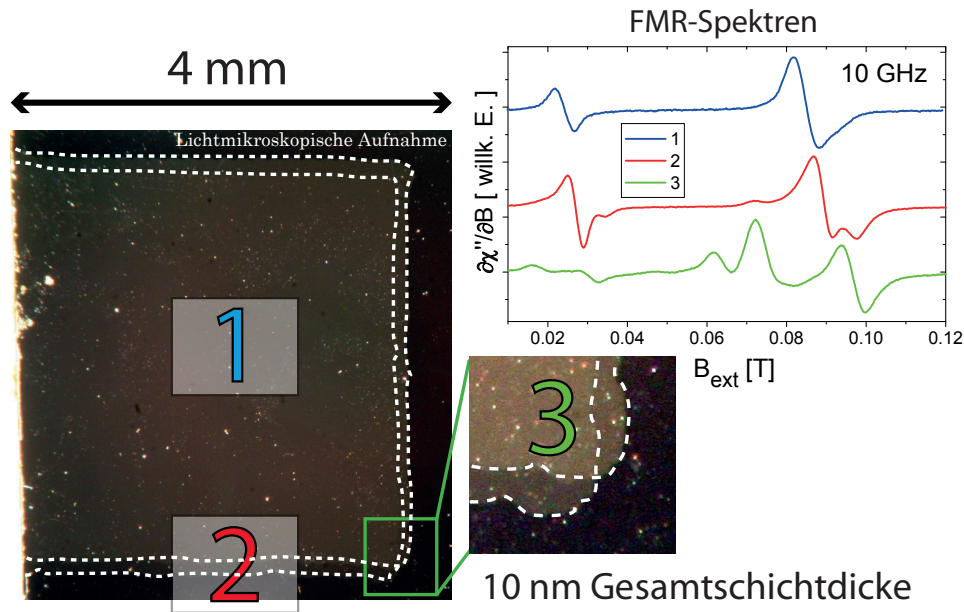 FMR-Spektren
4 mm
10 GHz
Lichtmikroskopische Aufnahme
1
2
3
∂χ''/∂B [ willk. E. ]
0.02 0.04 0.06 0.08 0.10 0.12
B_ext [T]
1
2
3
10 nm Gesamtschichtdicke